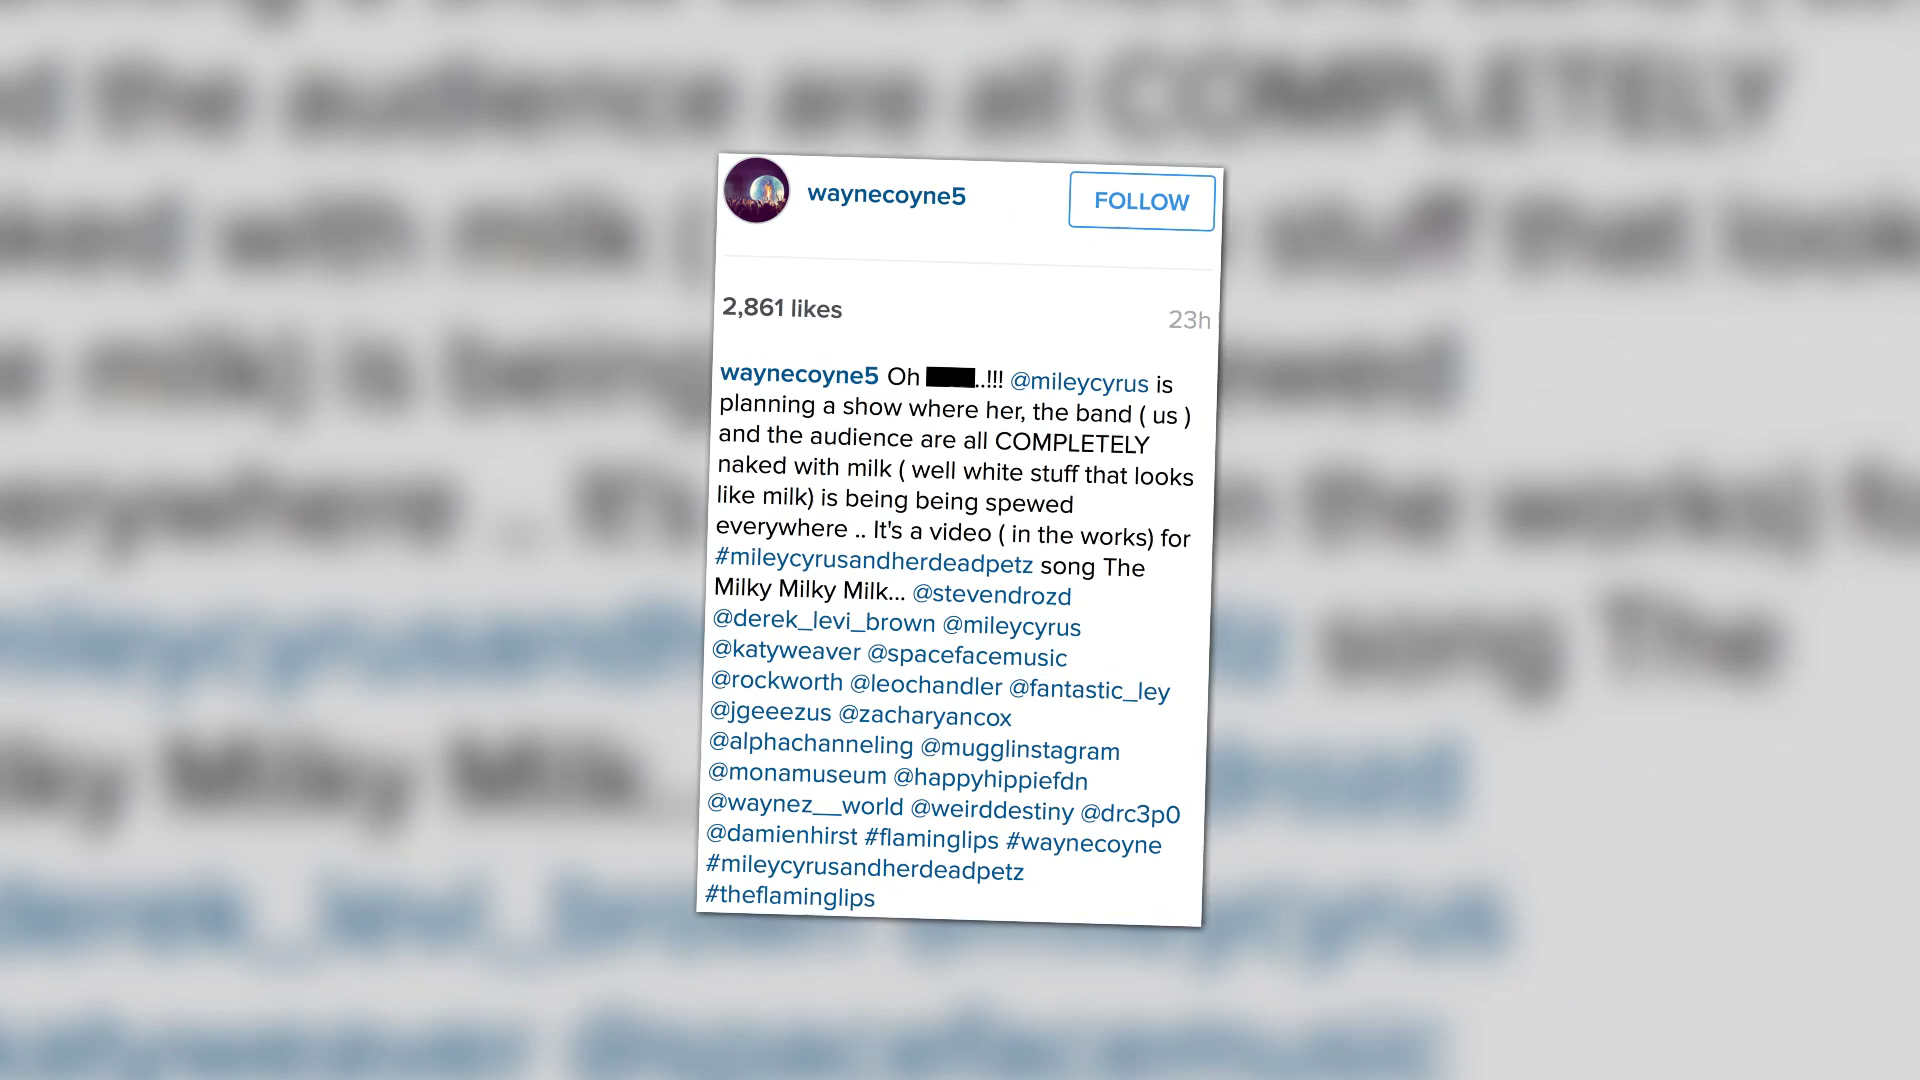 waynecoyne5
FOLLOW
2,861 likes
23h
waynecoyne5 Oh ..!!! @mileycyrus is
planning a show where her, the band ( us )
and the audience are all COMPLETELY
naked with milk ( well white stuff that looks
like milk) is being being spewed
everywhere .. It's a video ( in the works) for
#mileycyrusandherdeadpetz song The
Milky Milky Milk... @stevendrozd
@derek_levi_brown @mileycyrus
@katyweaver @spacefacemusic
@rockworth @leochandler @fantastic_ley
@jgeeezus @zacharyancox
@alphachanneling @mugglinstagram
@monamuseum @happyhippiefdn
@waynez__world @weirddestiny @drc3p0
@damienhirst #flaminglips #waynecoyne
#mileycyrusandherdeadpetz
#theflaminglips